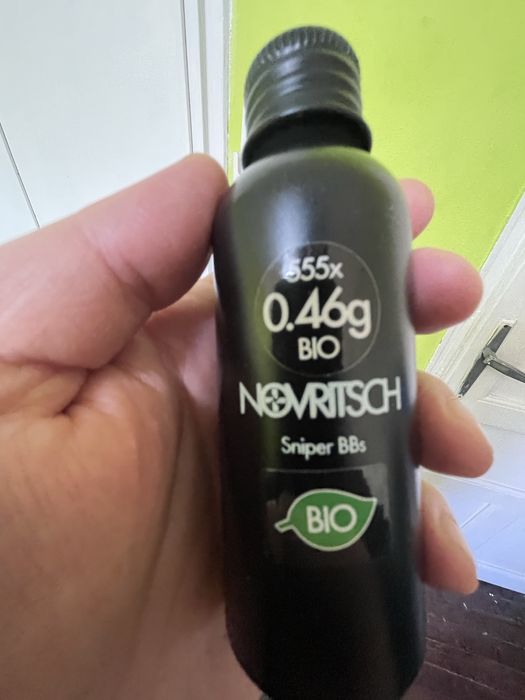 555x
0.46g
BIO
NOVRITSCH
Sniper BBs
BIO